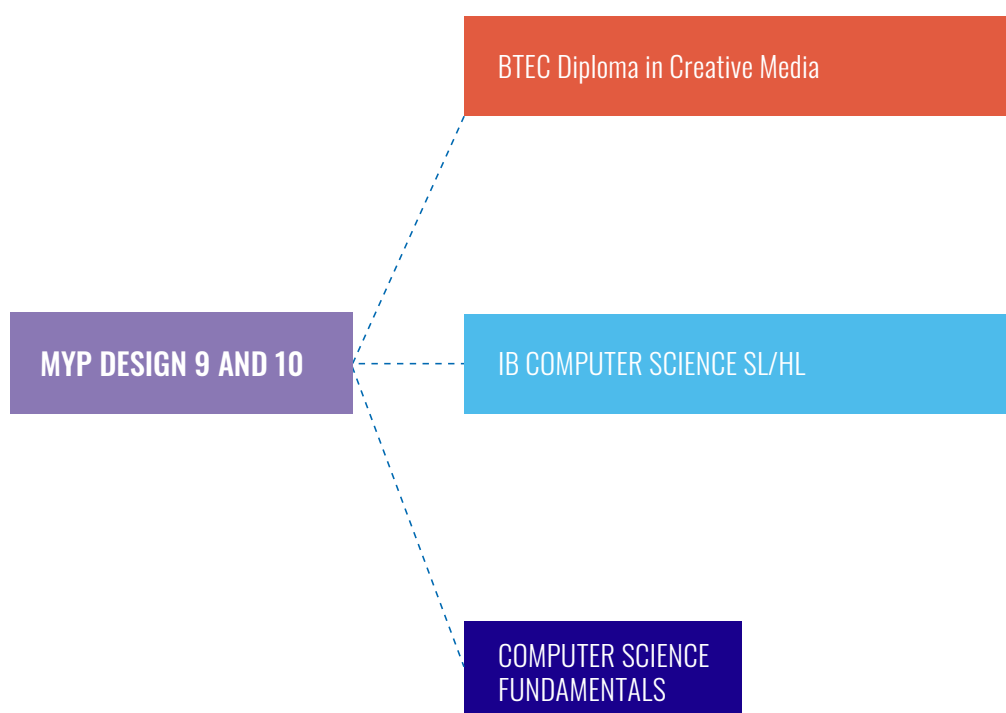 BTEC Diploma in Creative Media
MYP DESIGN 9 AND 10
IB COMPUTER SCIENCE SL/HL
COMPUTER SCIENCE
FUNDAMENTALS